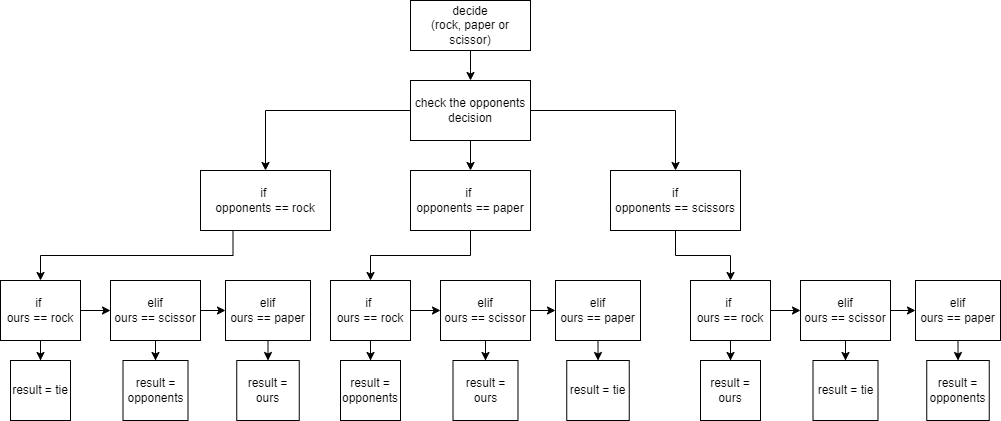 decide
(rock, paper or
scissor)
check the opponents
decision
if
opponents == rock
if
opponents == paper
if
opponents == scissors
if
ours == rock
elif
ours == scissor
elif
ours == paper
if
ours == rock
elif
ours == scissor
elif
ours == paper
if
ours == rock
elif
ours == scissor
elif
ours == paper
result = tie
result =
opponents
result =
ours
result =
opponents
result =
ours
result = tie
result =
ours
result = tie
result =
opponents